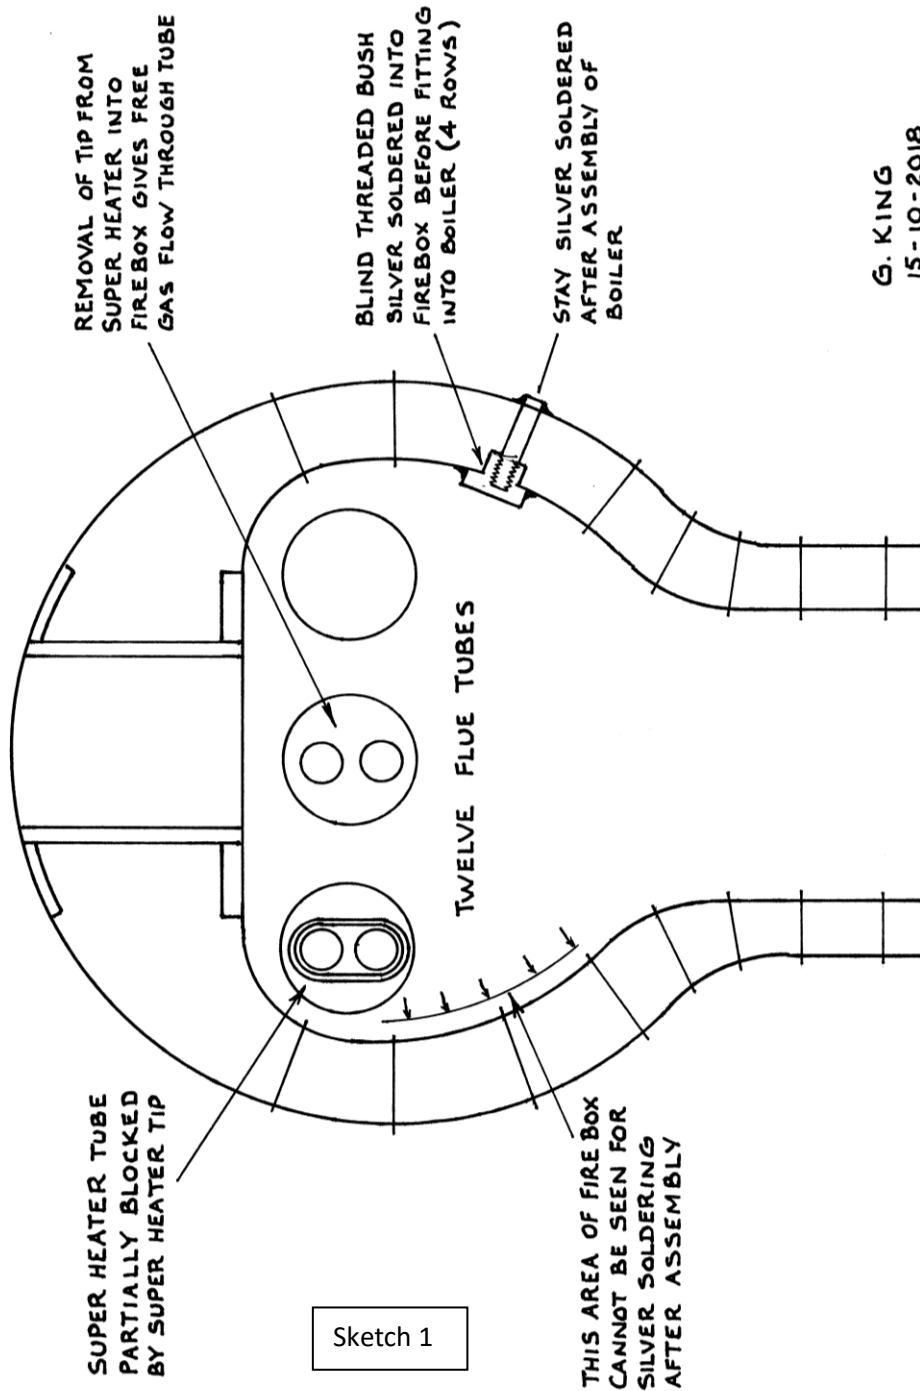 REMOVAL OF TIP FROM
SUPER HEATER INTO
FIREBOX GIVES FREE
GAS FLOW THROUGH TUBE
BLIND THREADED BUSH
SILVER SOLDERED INTO
FIREBOX BEFORE FITTING
INTO BOILER (4 ROWS)
STAY SILVER SOLDERED
AFTER ASSEMBLY OF
BOILER
TWELVE FLUE TUBES
SUPER HEATER TUBE
PARTIALLY BLOCKED
BY SUPER HEATER TIP
THIS AREA OF FIRE BOX
CANNOT BE SEEN FOR
SILVER SOLDERING
AFTER ASSEMBLY
Sketch 1
G. KING
15-10-2018